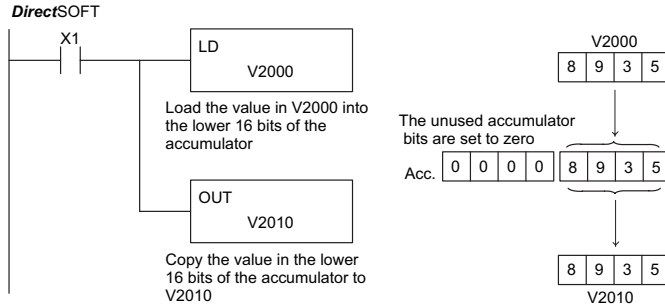 DirectSOFT
X1
LD
V2000
Load the value in V2000 into
the lower 16 bits of the
accumulator
OUT
V2010
Copy the value in the lower
16 bits of the accumulator to
V2010
V2000
8 9 3 5
The unused accumulator
bits are set to zero
Acc. 0 0 0 0 8 9 3 5
8 9 3 5
V2010